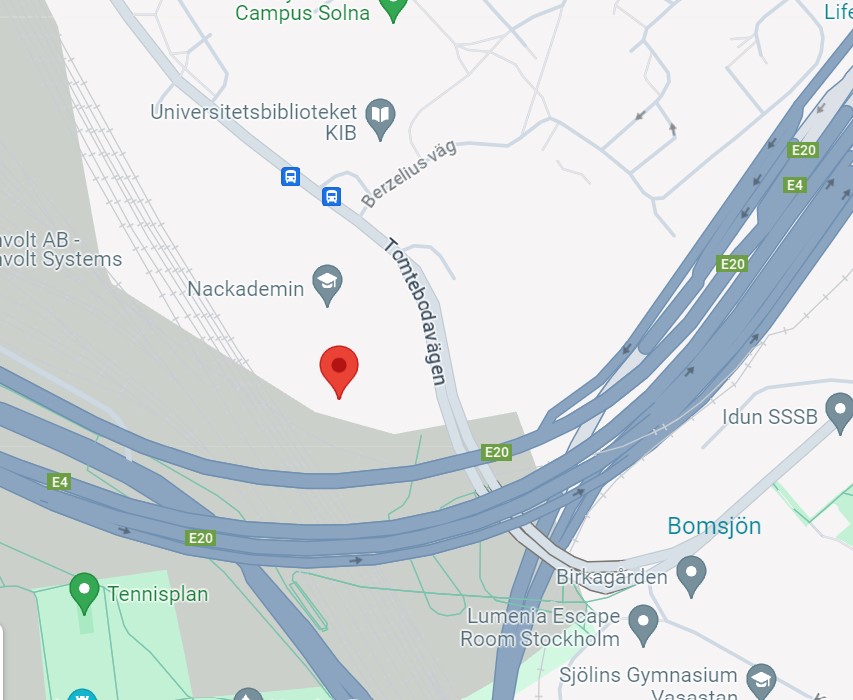 Campus Solna
Life
Universitetsbiblioteket
KIB
Berzelius väg
E20
E4
avolt AB -
avolt Systems
Tomtebodavägen
E20
Nackademin
Idun SSSB
E20
E4
E20
Bomsjön
Birkagården
Tennisplan
Lumenia Escape
Room Stockholm
Sjölins Gymnasium
Vasastan